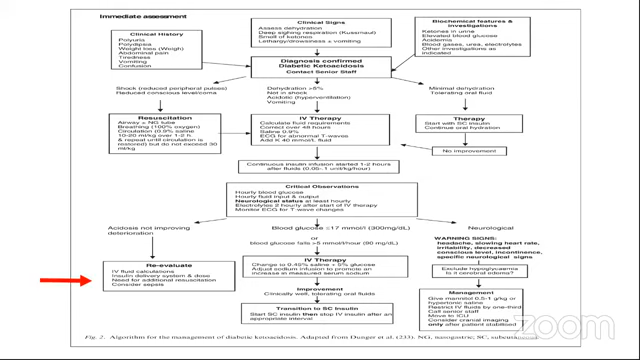 Immediate assessment
Clinical History
Polyuria
Polydipsia
Weight loss (Weigh)
Abdominal pain
Tiredness
Vomiting
Confusion
Clinical Signs
Assess dehydration
Deep sighing respiration (Kussmaul)
Smell of ketones
Lethargy/drowsiness ± vomiting
Biochemical features &
investigations
Ketones in urine
Elevated blood glucose
Acidemia
Blood gases, urea, electrolytes
Other investigations as
indicated
Diagnosis confirmed
Diabetic Ketoacidosis
Contact Senior Staff
Shock (reduced peripheral pulses)
Reduced conscious level/coma
Dehydration >5%
Not in shock
Acidotic (hyperventilation)
Vomiting
Minimal dehydration
Tolerating oral fluid
Resuscitation
Airway ± NG tube
Breathing (100% oxygen)
Circulation (0.9% saline
10-20 ml/kg over 1-2 h.
& repeat until circulation is
restored) but do not exceed 30
ml/kg
IV Therapy
Calculate fluid requirements
Correct over 48 hours
Saline 0.9%
ECG for abnormal T-waves
Add K 40 mmol/L fluid
Therapy
Start with SC insulin
Continue oral hydration
No improvement
Continuous insulin infusion started 1-2 hours
after fluids (0.05–1 unit/kg/hour)
Critical Observations
Hourly blood glucose
Hourly fluid input & output
Neurological status at least hourly
Electrolytes 2 hourly after start of IV therapy
Monitor ECG for T-wave changes
Acidosis not improving
deterioration
Blood glucose ≤17 mmol/l (300mg/dL)
or
blood glucose falls >5 mmol/l/hour (90 mg/dL)
Neurological
WARNING SIGNS:
headache, slowing heart rate,
irritability, decreased
conscious level, incontinence,
specific neurological signs
Re-evaluate
IV fluid calculations
Insulin delivery system & dose
Need for additional resuscitation
Consider sepsis
IV Therapy
Change to 0.45% saline + 5% glucose
Adjust sodium infusion to promote an
increase in measured serum sodium
Exclude hypoglycaemia
Is it cerebral edema?
Improvement
Clinically well, tolerating oral fluids
Transition to SC Insulin
Start SC insulin then stop IV insulin after an
appropriate interval
Management
Give mannitol 0.5-1 g/kg or
hypertonic saline
Restrict IV fluids by one-third
Call senior staff
Move to ICU
Consider cranial imaging
only after patient stabilised
zoom
Fig. 2. Algorithm for the management of diabetic ketoacidosis. Adapted from Dunger et al. (233). NG, nasogastric; SC, subcutaneous.